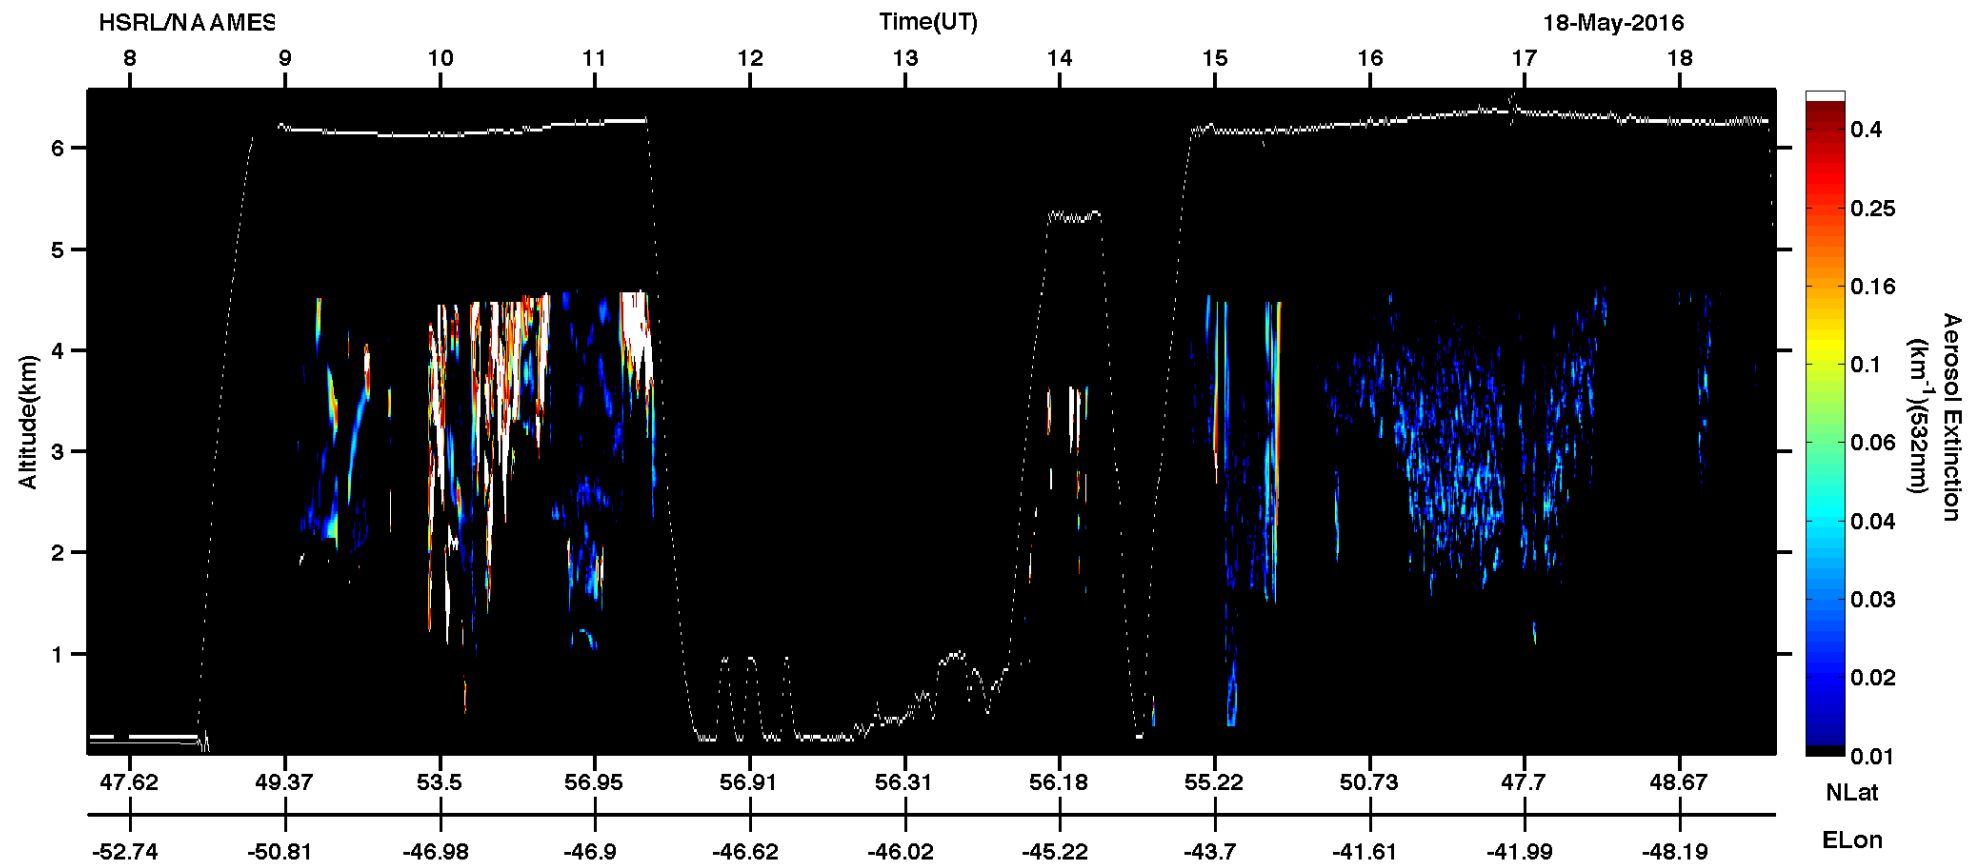 HSRL/NAAMES Time(UT) 18-May-2016
8 9 10 11 12 13 14 15 16 17 18
6
5
4
3
2
1
Altitude(km)
0.4
0.25
0.16
0.1
0.06
0.04
0.03
0.02
0.01
Aerosol Extinction
(km-1)(532nm)
47.62 49.37 53.5 56.95 56.91 56.31 56.18 55.22 50.73 47.7 48.67 NLat
-52.74 -50.81 -46.98 -46.9 -46.62 -46.02 -45.22 -43.7 -41.61 -41.99 -48.19 ELon